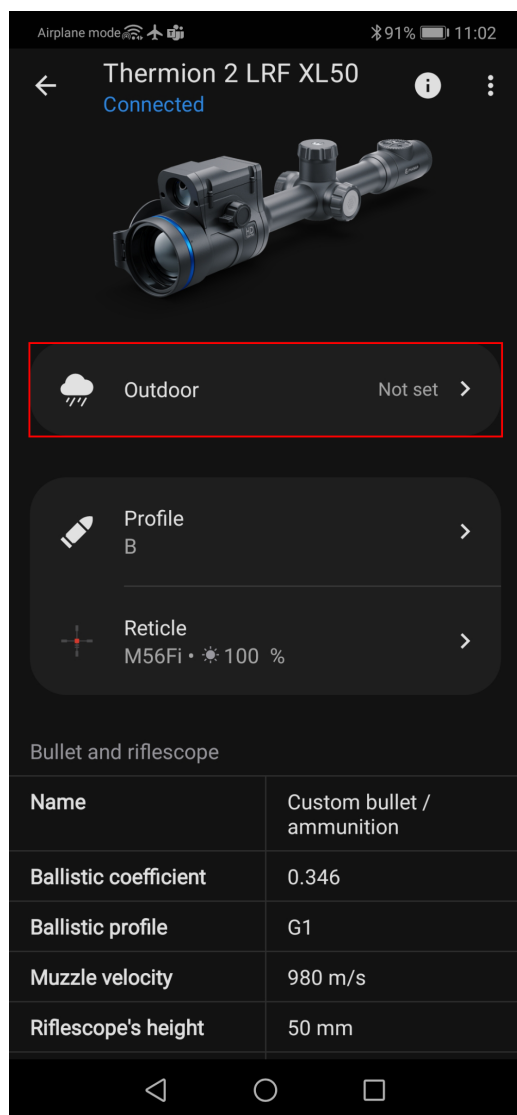 Airplane mode 91% 11:02
Thermion 2 LRF XL50
Connected
Outdoor Not set
Profile
B
Reticle
M56Fi • 100 %
Bullet and riflescope
Name Custom bullet /
ammunition
Ballistic coefficient 0.346
Ballistic profile G1
Muzzle velocity 980 m/s
Riflescope's height 50 mm